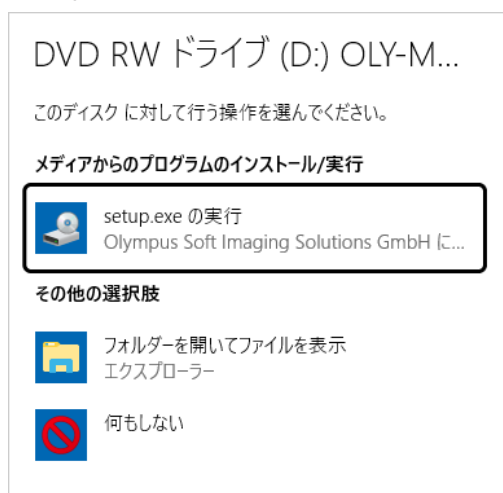 DVD RW ドライブ (D:) OLY-M...
このディスク に対して行う操作を選んでください。
メディアからのプログラムのインストール/実行
setup.exe の実行
Olympus Soft Imaging Solutions GmbH に...
その他の選択肢
フォルダーを開いてファイルを表示
エクスプローラー
何もしない